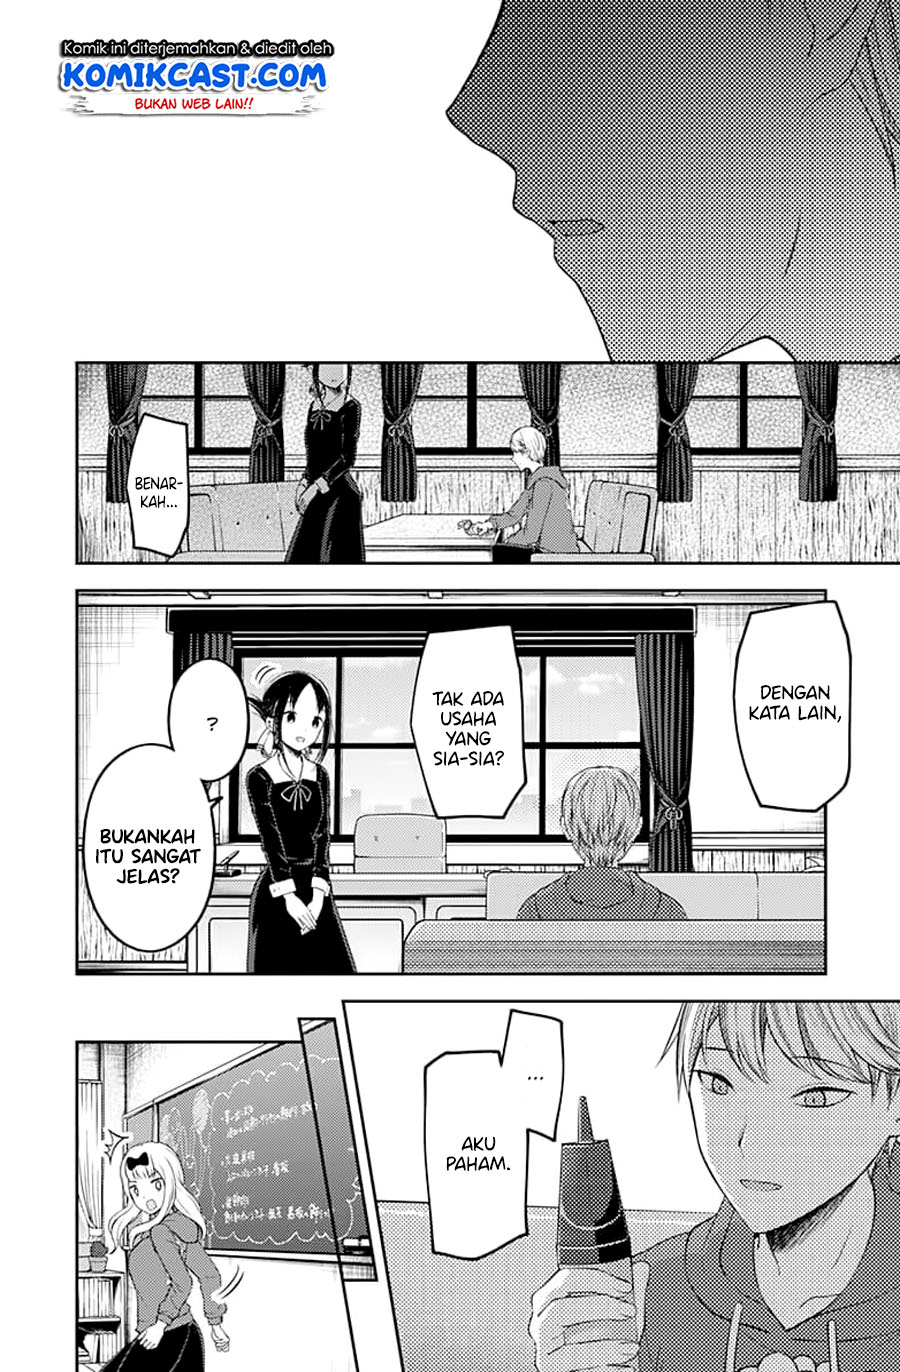 Komik ini diterjemahkan & diedit oleh
KOMIKCAST.COM
BUKAN WEB LAIN!!
BENAR-
KAH...
DENGAN
KATA LAIN,
TAK ADA
USAHA
YANG
SIA-SIA?
?
BUKANKAH
ITU SANGAT
JELAS?
...
AKU
PAHAM.